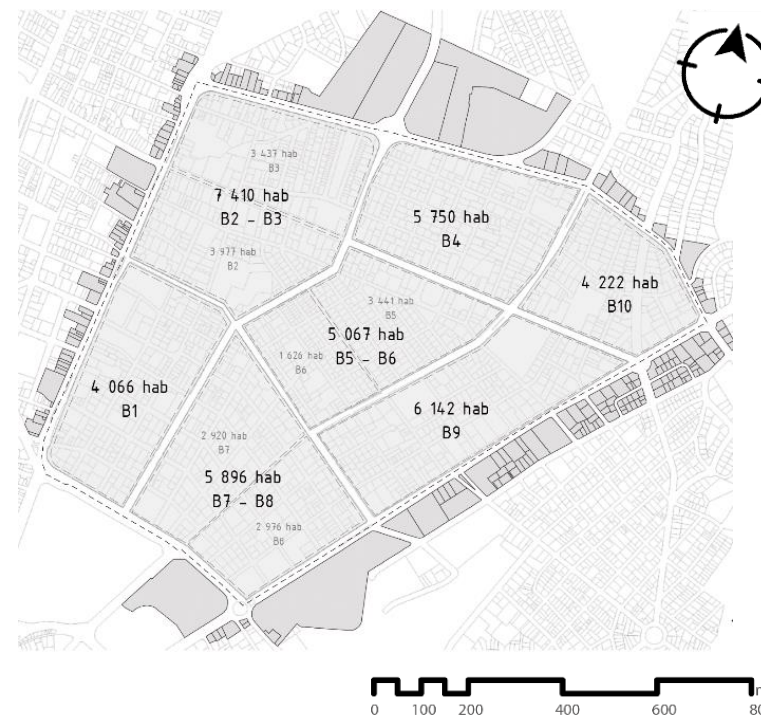 3 437 hab
B3
7 410 hab
B2 - B3
3 977 hab
B2
5 750 hab
B4
4 222 hab
B10
3 441 hab
B5
5 067 hab
B5 - B6
1 626 hab
B6
4 066 hab
B1
6 142 hab
B9
2 920 hab
B7
5 896 hab
B7 - B8
2 976 hab
B8
m
0 100 200 400 600 80